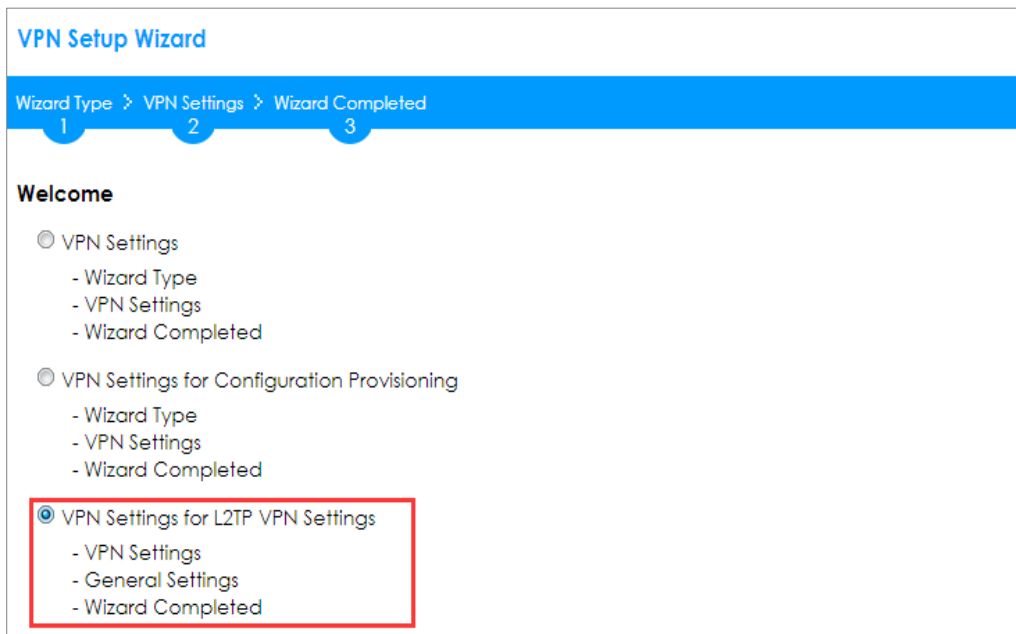 VPN Setup Wizard
Wizard Type > VPN Settings > Wizard Completed
1 2 3
Welcome
VPN Settings
- Wizard Type
- VPN Settings
- Wizard Completed
VPN Settings for Configuration Provisioning
- Wizard Type
- VPN Settings
- Wizard Completed
VPN Settings for L2TP VPN Settings
- VPN Settings
- General Settings
- Wizard Completed